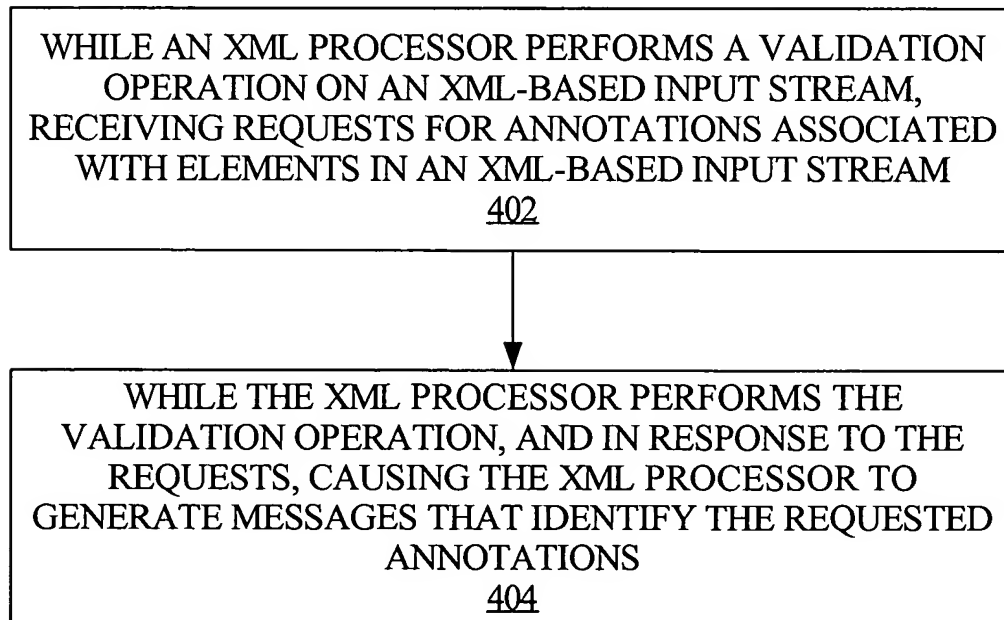 WHILE AN XML PROCESSOR PERFORMS A VALIDATION
OPERATION ON AN XML-BASED INPUT STREAM,
RECEIVING REQUESTS FOR ANNOTATIONS ASSOCIATED
WITH ELEMENTS IN AN XML-BASED INPUT STREAM
402
WHILE THE XML PROCESSOR PERFORMS THE
VALIDATION OPERATION, AND IN RESPONSE TO THE
REQUESTS, CAUSING THE XML PROCESSOR TO
GENERATE MESSAGES THAT IDENTIFY THE REQUESTED
ANNOTATIONS
404